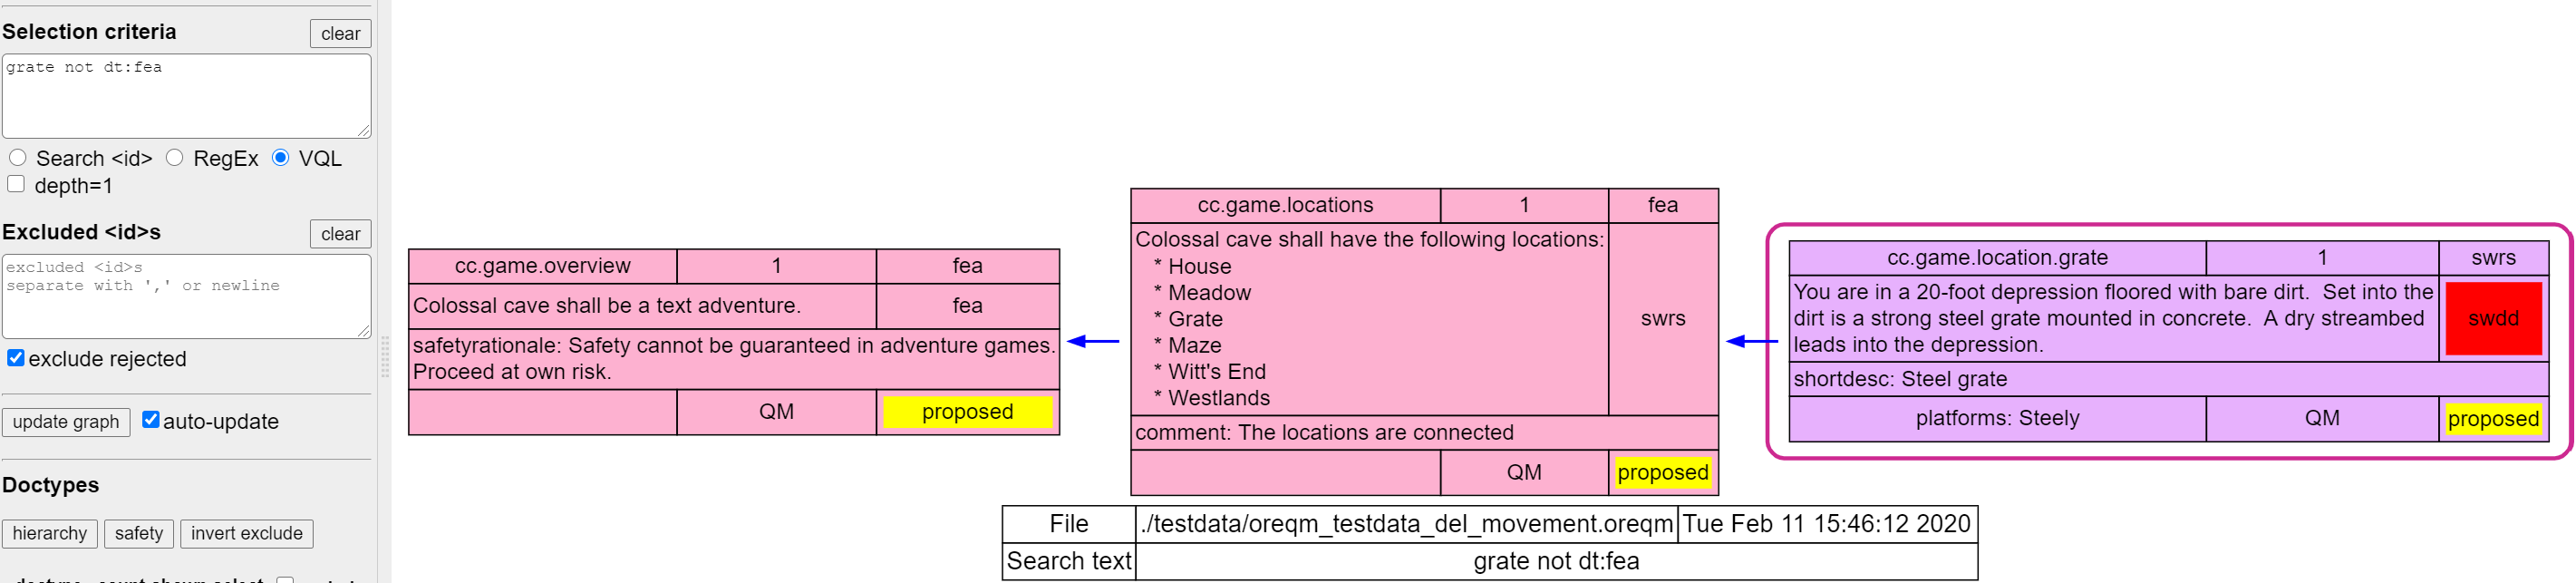 Selection criteria
clear
grate not dt:fea
Search <id> RegEx VQL
depth=1
Excluded <id>s
clear
excluded <id>s
separate with ',' or newline
exclude rejected
update graph auto-update
Doctypes
hierarchy safety invert exclude
cc.game.overview 1 fea
Colossal cave shall be a text adventure. fea
safetyrationale: Safety cannot be guaranteed in adventure games.
Proceed at own risk.
QM proposed
cc.game.locations 1 fea
Colossal cave shall have the following locations:
* House
* Meadow
* Grate
* Maze
* Witt's End
* Westlands
swrs
comment: The locations are connected
QM proposed
cc.game.location.grate 1 swrs
You are in a 20-foot depression floored with bare dirt. Set into the
dirt is a strong steel grate mounted in concrete. A dry streambed
leads into the depression.
swdd
shortdesc: Steel grate
platforms: Steely QM proposed
File ./testdata/oreqm_testdata_del_movement.oreqm Tue Feb 11 15:46:12 2020
Search text grate not dt:fea